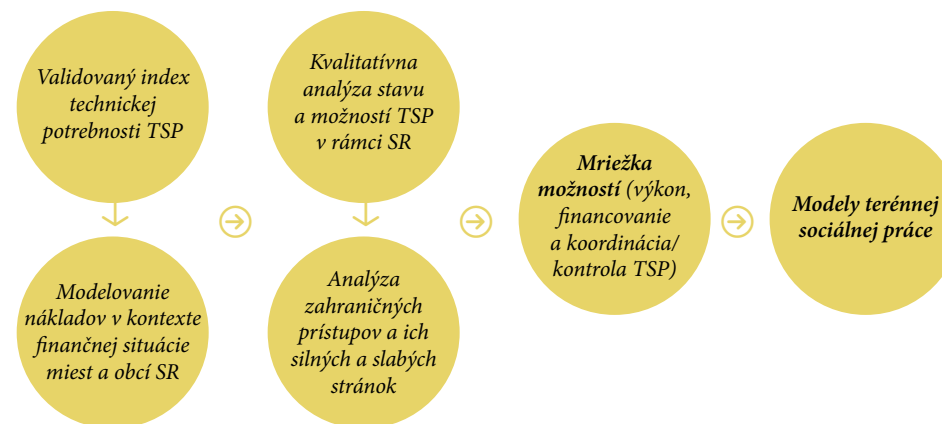 Validovaný index
technickej
potrebnosti TSP
Modelovanie
nákladov v kontexte
finančnej situácie
miest a obcí SR
Kvalitatívna
analýza stavu
a možností TSP
v rámci SR
Analýza
zahraničných
prístupov a ich
silných a slabých
stránok
Mriežka
možností (výkon,
financovanie
a koordinácia/
kontrola TSP)
Modely terénnej
sociálnej práce